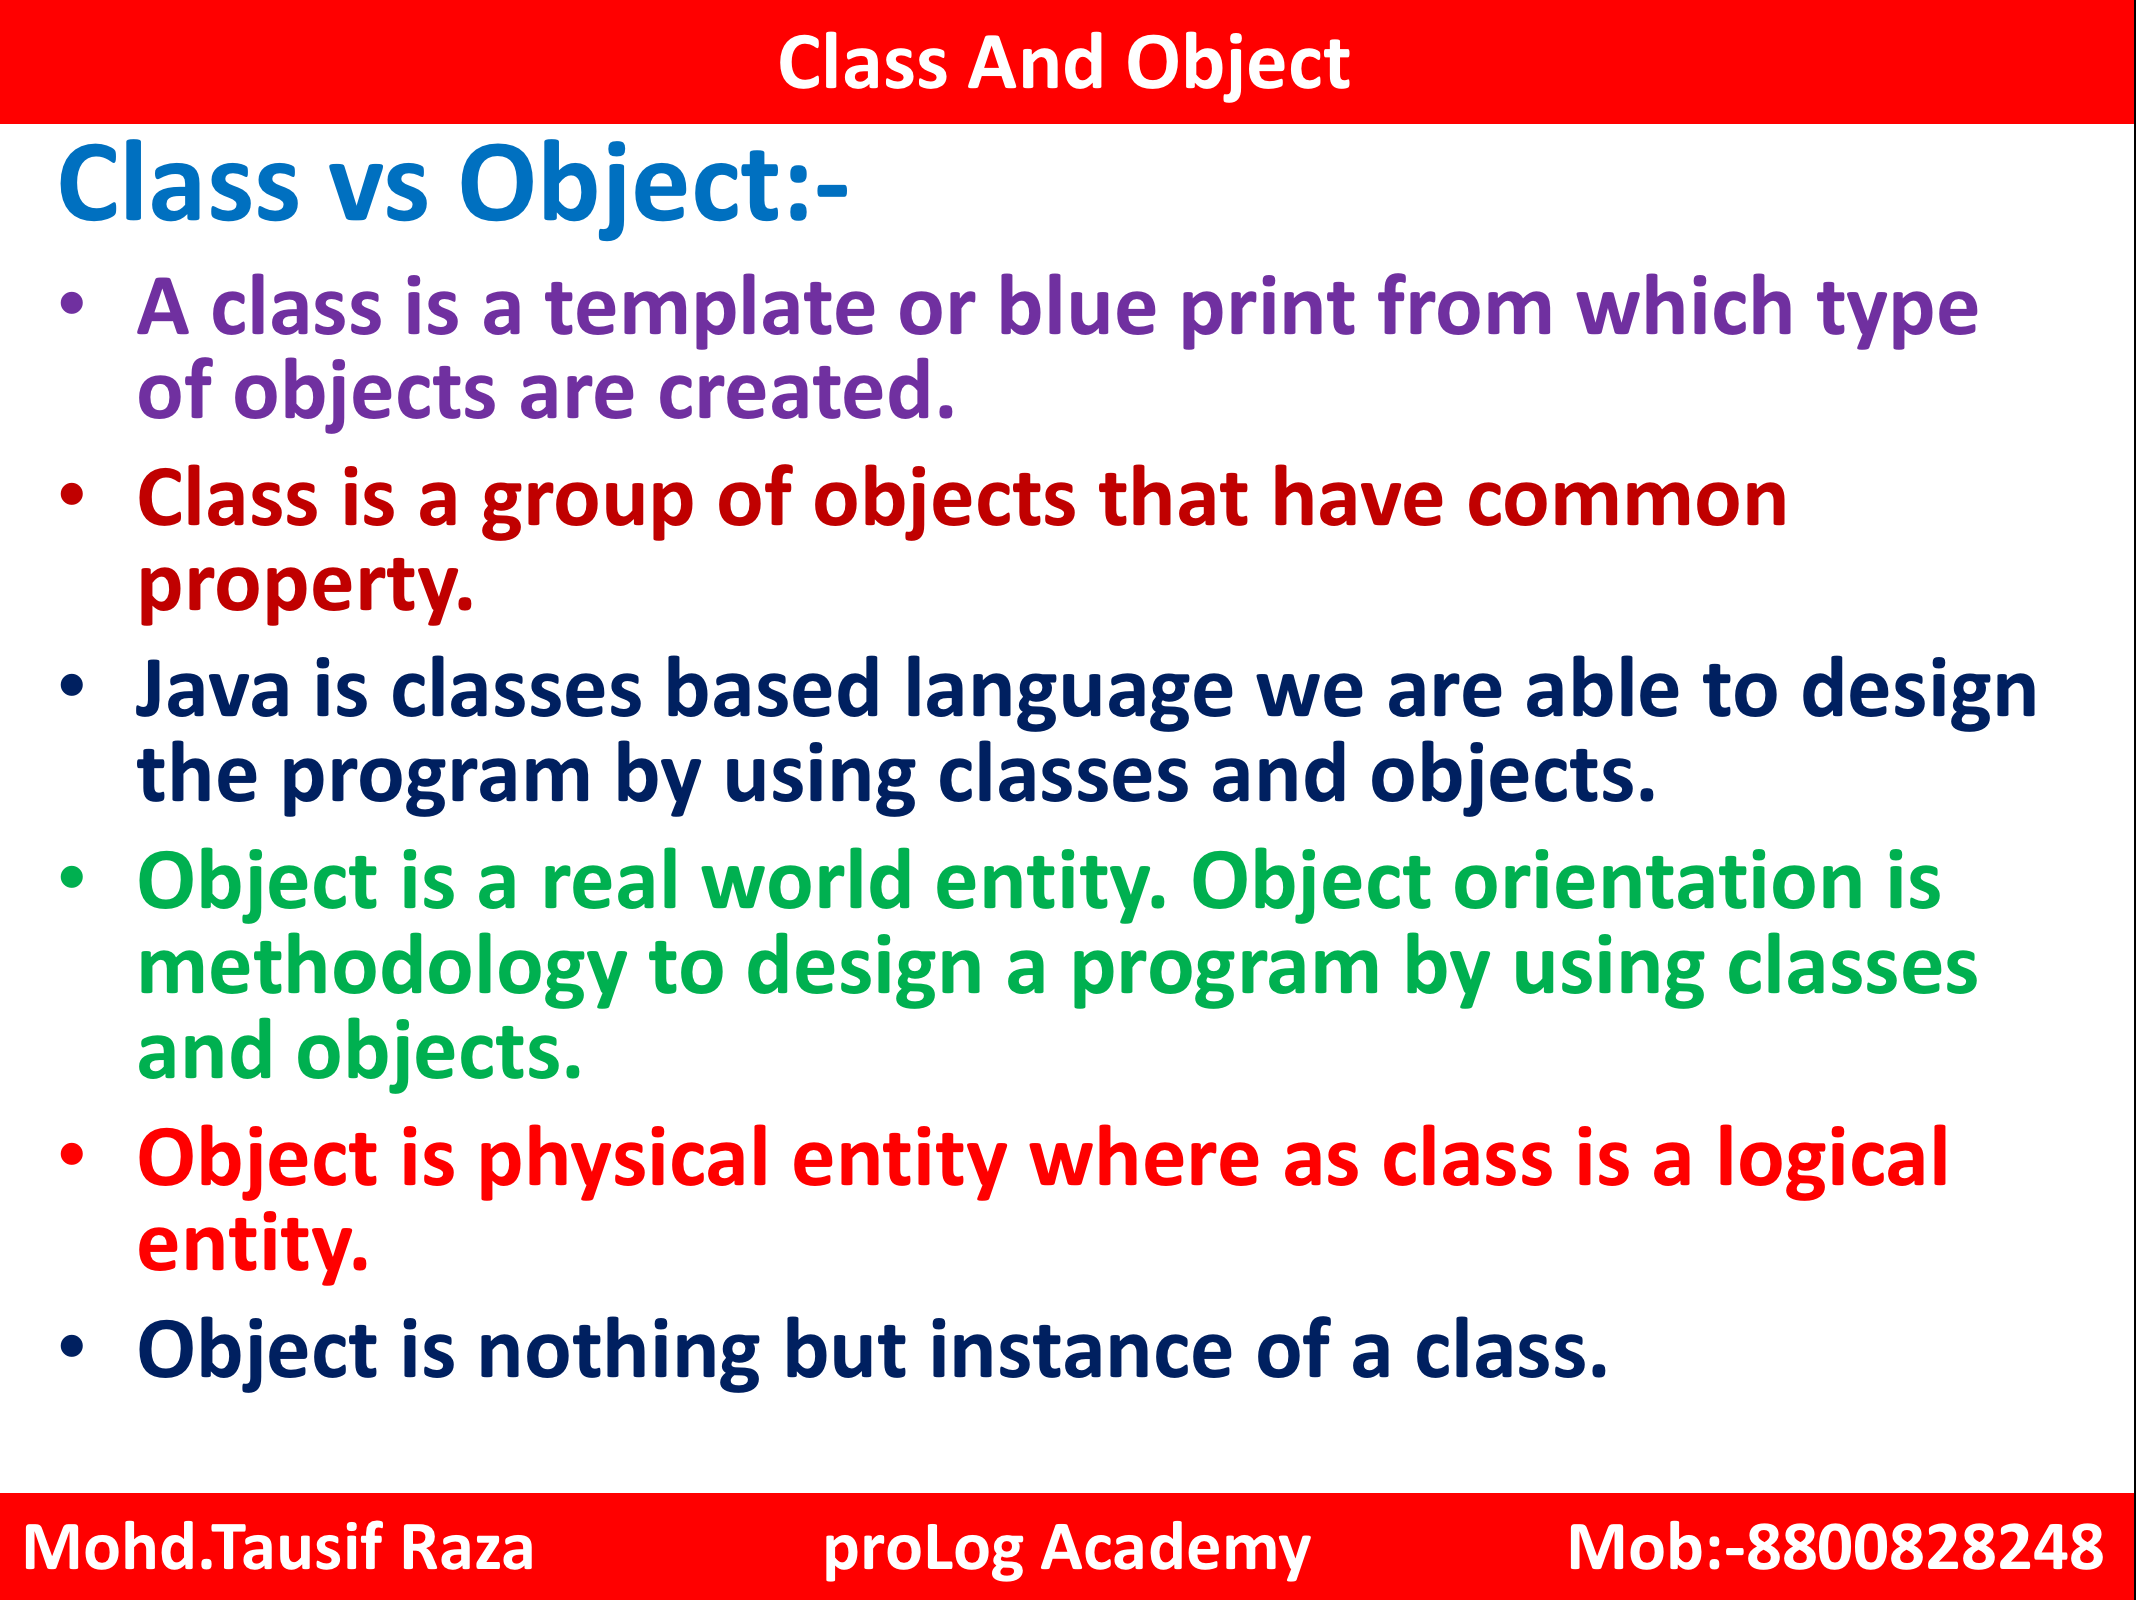 Class And Object
Class vs Object:-
• A class is a template or blue print from which type
of objects are created.
• Class is a group of objects that have common
property.
• Java is classes based language we are able to design
the program by using classes and objects.
• Object is a real world entity. Object orientation is
methodology to design a program by using classes
and objects.
• Object is physical entity where as class is a logical
entity.
• Object is nothing but instance of a class.
Mohd.Tausif Raza proLog Academy Mob:-8800828248